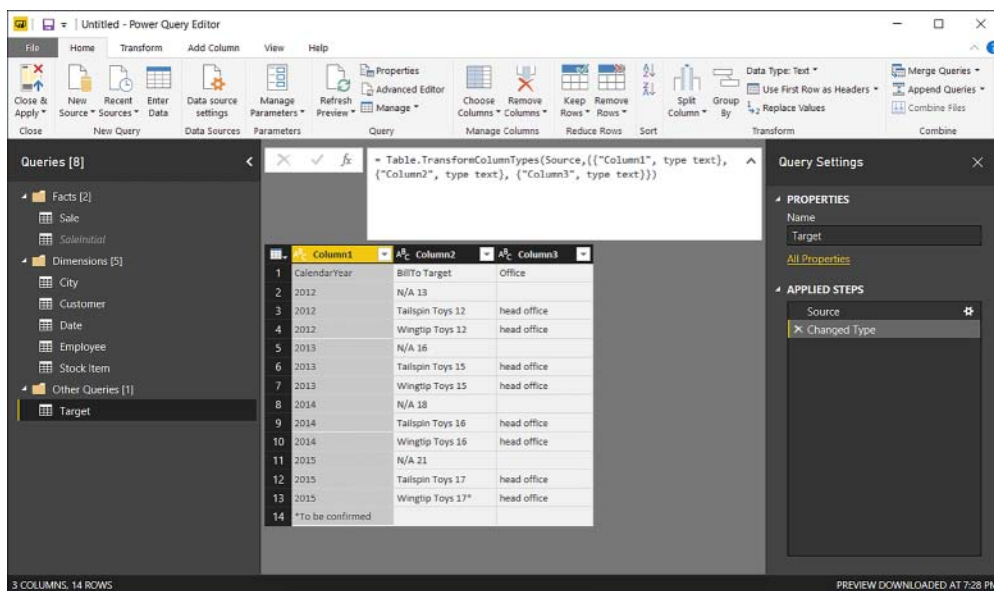 Untitled - Power Query Editor
File Home Transform Add Column View Help
Close & Apply New Source Recent Sources Enter Data Data source settings Manage Parameters Refresh Preview Properties Advanced Editor Manage Choose Columns Remove Columns Keep Rows Remove Rows Split Column Group By Data Type: Text Use First Row as Headers Replace Values Merge Queries Append Queries Combine Files
Close New Query Data Sources Parameters Query Manage Columns Reduce Rows Sort Transform Combine
Queries [8]
Facts [2]
Sale
SaleInitial
Dimensions [5]
City
Customer
Date
Employee
Stock Item
Other Queries [1]
Target
fx = Table.TransformColumnTypes(Source,{{"Column1", type text},
{"Column2", type text}, {"Column3", type text}})
Column1 Column2 Column3
1 CalendarYear BillTo Target Office
2 2012 N/A 13
3 2012 Tailspin Toys 12 head office
4 2012 Wingtip Toys 12 head office
5 2013 N/A 16
6 2013 Tailspin Toys 15 head office
7 2013 Wingtip Toys 15 head office
8 2014 N/A 18
9 2014 Tailspin Toys 16 head office
10 2014 Wingtip Toys 16 head office
11 2015 N/A 21
12 2015 Tailspin Toys 17 head office
13 2015 Wingtip Toys 17* head office
14 *To be confirmed
Query Settings
PROPERTIES
Name
Target
All Properties
APPLIED STEPS
Source
Changed Type
3 COLUMNS, 14 ROWS
PREVIEW DOWNLOADED AT 7:28 PM